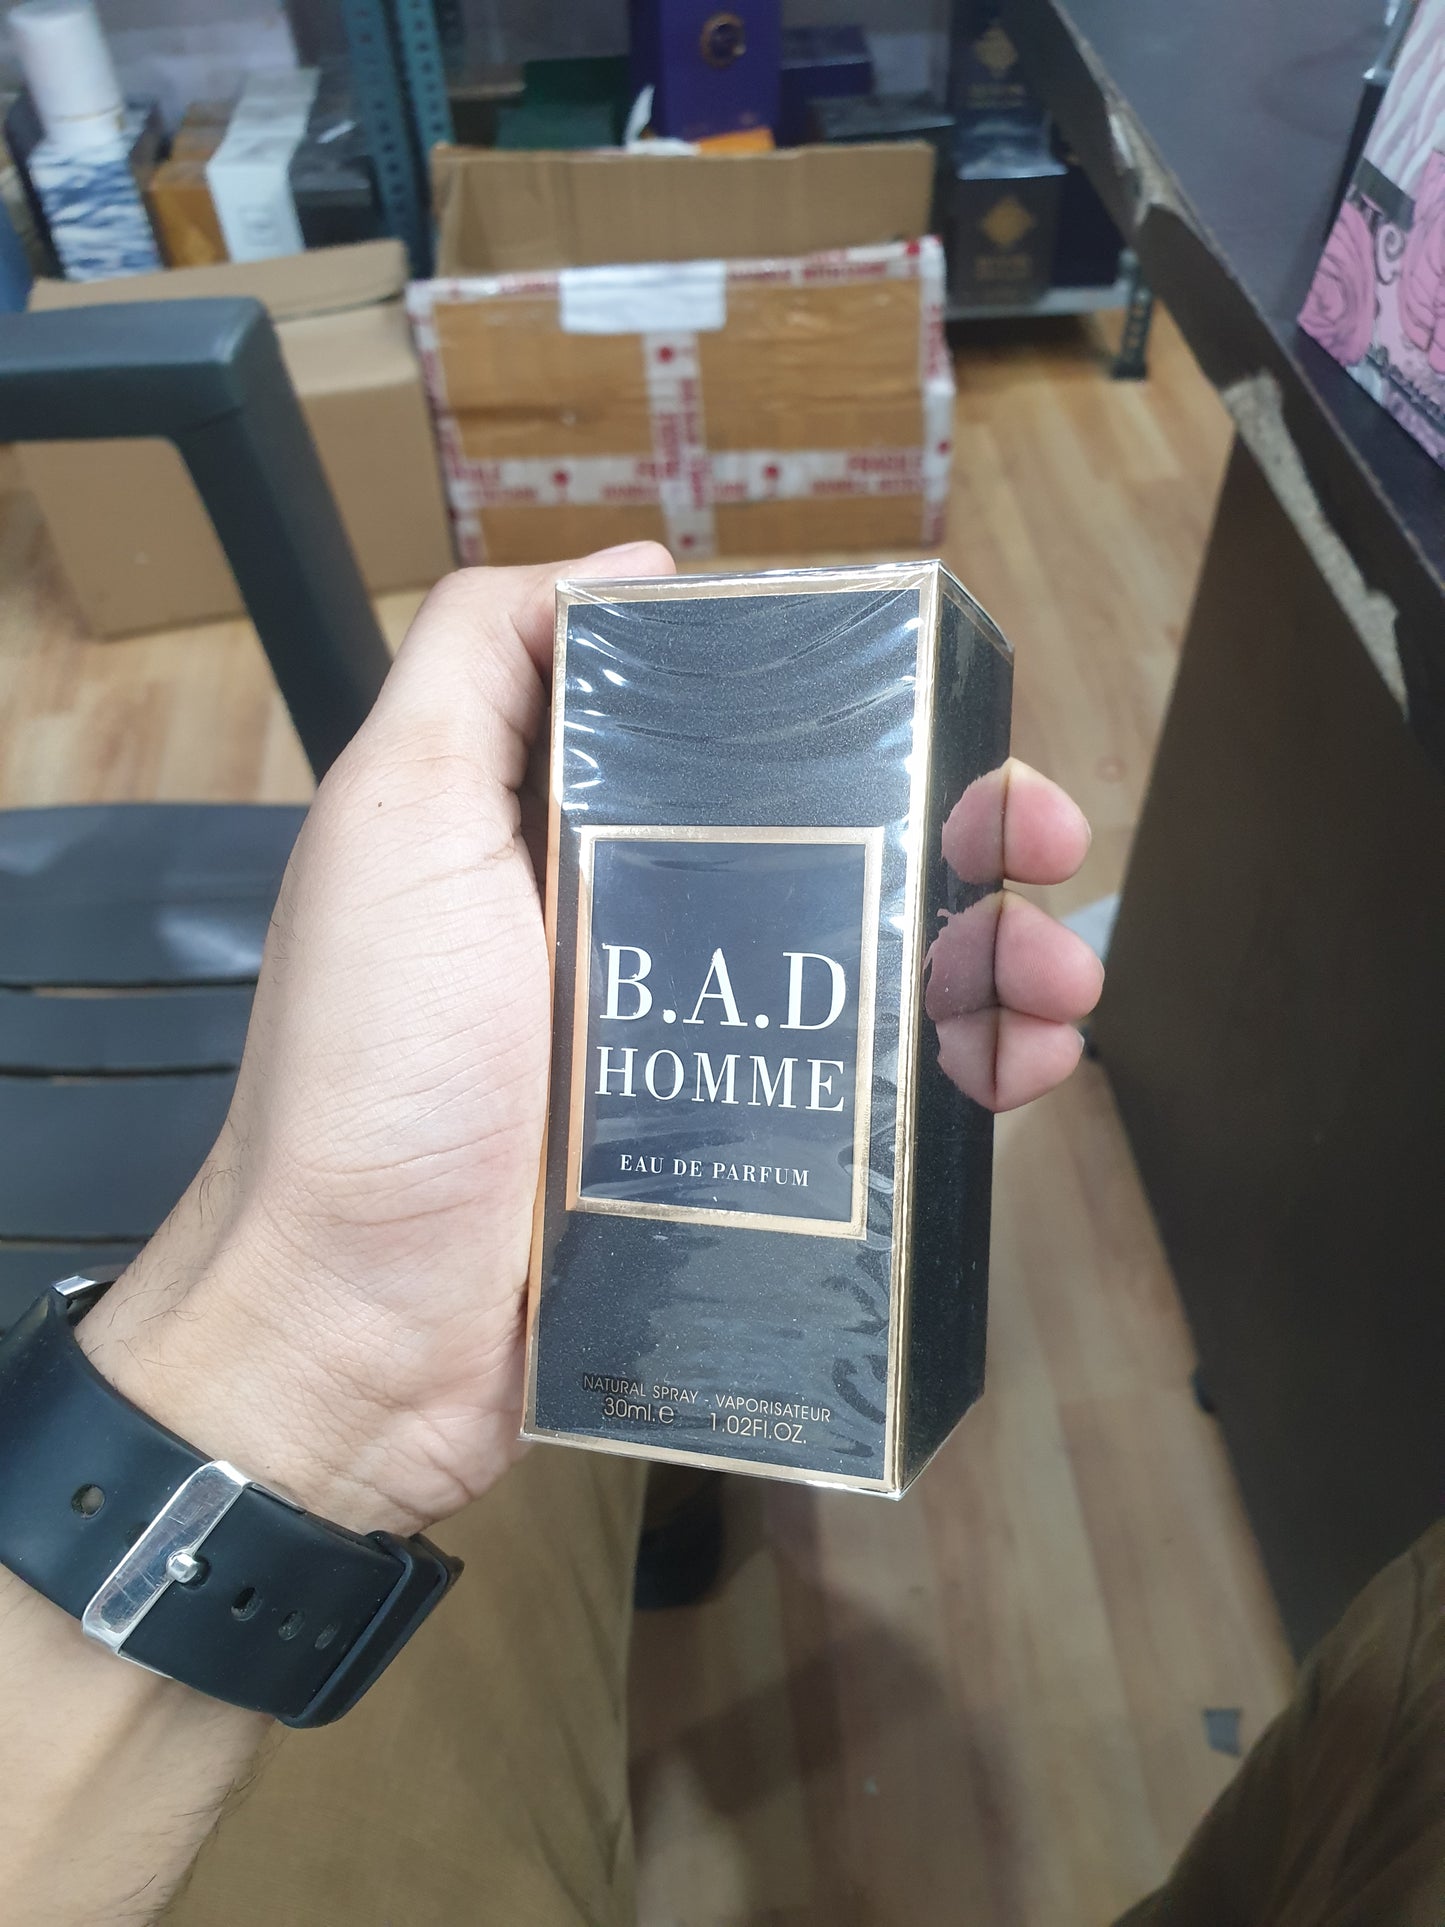 B.A.D
HOMME
EAU DE PARFUM
NATURAL SPRAY - VAPORISATEUR
30ml.e 1.02Fl.OZ.